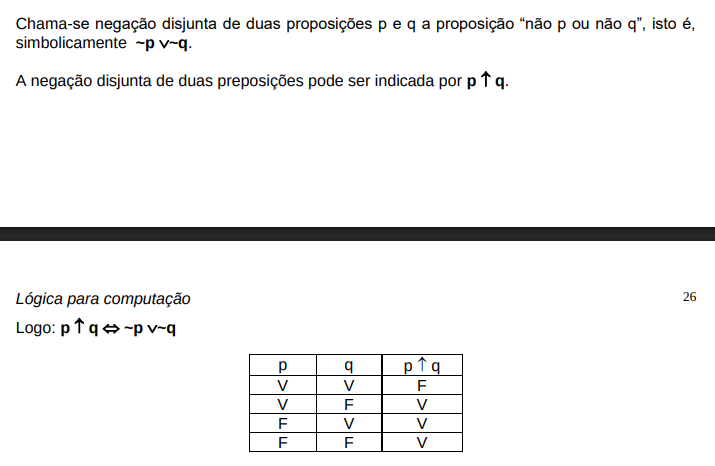 Chama-se negação disjunta de duas proposições p e q a proposição “não p ou não q”, isto é,
simbolicamente ~p ∨~q.
A negação disjunta de duas preposições pode ser indicada por p ↑ q.
Lógica para computação 26
Logo: p ↑ q ⇔ ~p ∨~q
p q p ↑ q
V V F
V F V
F V V
F F V